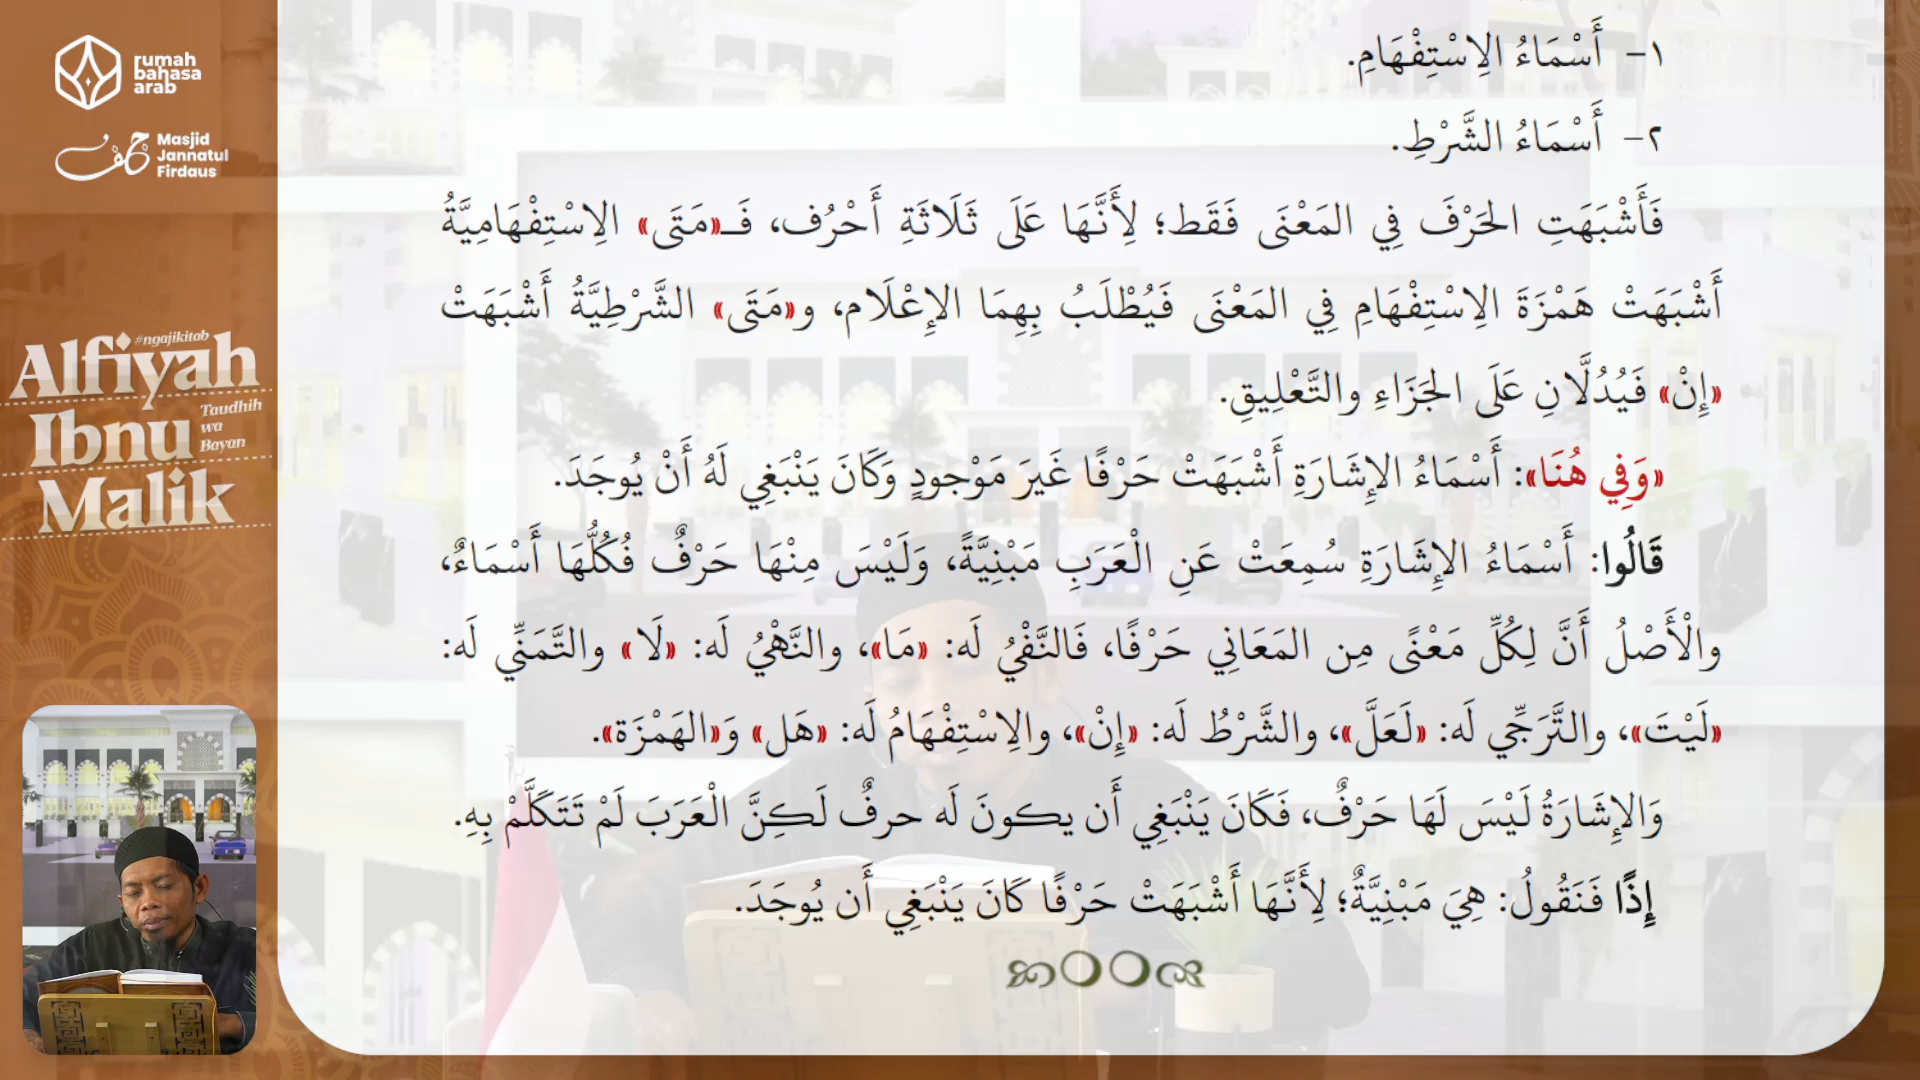 rumah
bahasa
arab
Masjid
Jannatul
Firdaus
#ngajikitab
Alfiyah
Ibnu
Malik
Taudhih
wa
Bayan
١- أَسْمَاءُ الِاسْتِفْهَامِ.
٢- أَسْمَاءُ الشَّرْطِ.
فَأَشْبَهَتِ الحَرْفَ فِي المَعْنَى فَقَط؛ لِأَنَّهَا عَلَى ثَلَاثَةِ أَحْرُف، فَـ«مَتَى» الِاسْتِفْهَامِيَّةُ
أَشْبَهَتْ هَمْزَةَ الِاسْتِفْهَامِ فِي المَعْنَى فَيُطْلَبُ بِهِمَا الإِعْلَام، و«مَتَى» الشَّرْطِيَّةُ أَشْبَهَتْ
«إِنْ» فَيُدُلَّانِ عَلَى الجَزَاءِ والتَّعْلِيقِ.
«وَفِي هُنَا»: أَسْمَاءُ الإِشَارَةِ أَشْبَهَتْ حَرْفًا غَيرَ مَوْجودٍ وَكَانَ يَنْبَغِي لَهُ أَنْ يُوجَدَ.
قَالُوا: أَسْمَاءُ الإِشَارَةِ سُمِعَتْ عَنِ الْعَرَبِ مَبْنِيَّةً، وَلَيْسَ مِنْهَا حَرْفٌ فُكُلُّهَا أَسْمَاءٌ،
والْأَصْلُ أَنَّ لِكُلِّ مَعْنًى مِن المَعَانِي حَرْفًا، فَالنَّفْيُ لَه: «مَا»، والنَّهْيُ لَه: «لَا» والتَّمَنِّي لَه:
«لَيْتَ»، والتَّرَجِّي لَه: «لَعَلَّ»، والشَّرْطُ لَه: «إِنْ»، والِاسْتِفْهَامُ لَه: «هَل» وَ«الهَمْزَة».
وَالإِشَارَةُ لَيْسَ لَهَا حَرْفٌ، فَكَانَ يَنْبَغِي أَن يكونَ لَه حرفٌ لَكِنَّ الْعَرَبَ لَمْ تَتَكَلَّمْ بِهِ.
إِذًا فَنَقُولُ: هِيَ مَبْنِيَّةٌ؛ لِأَنَّهَا أَشْبَهَتْ حَرْفًا كَانَ يَنْبَغِي أَن يُوجَدَ.